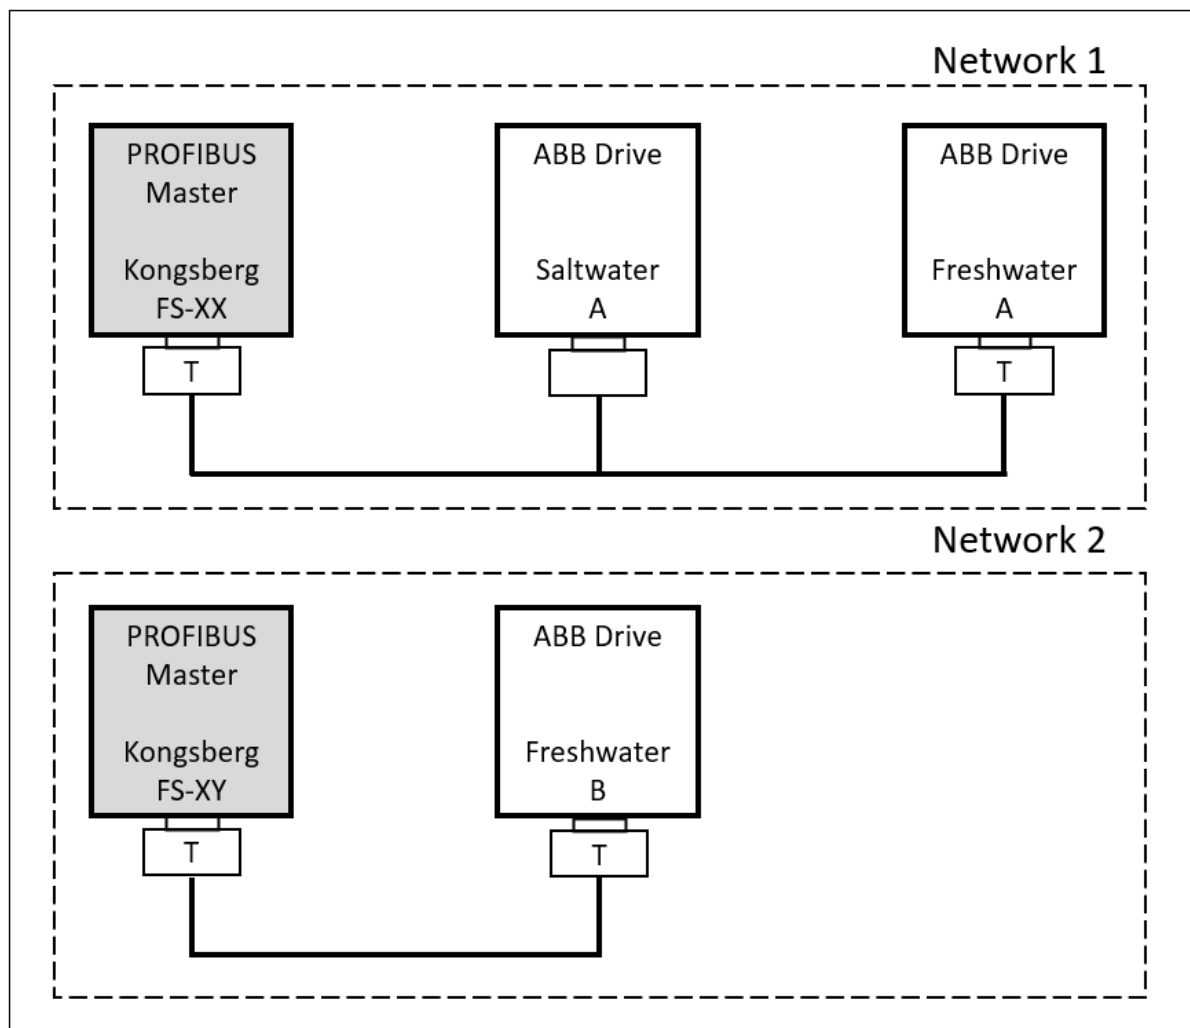 Network 1
PROFIBUS
Master
Kongsberg
FS-XX
T
ABB Drive
Saltwater
A
ABB Drive
Freshwater
A
T
Network 2
PROFIBUS
Master
Kongsberg
FS-XY
T
ABB Drive
Freshwater
B
T